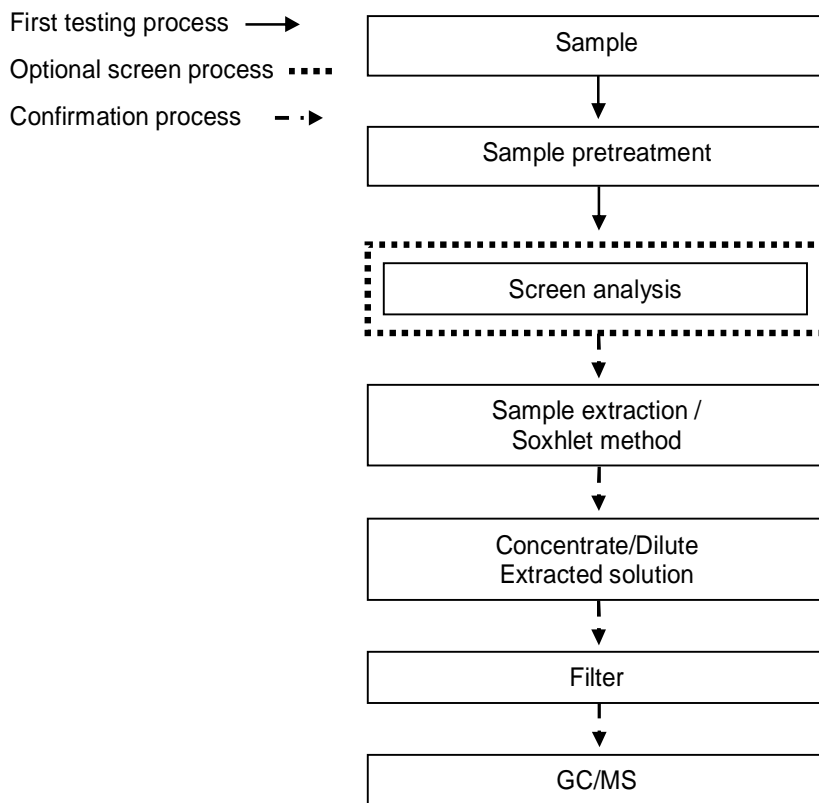 First testing process
Optional screen process
Confirmation process
Sample
Sample pretreatment
Screen analysis
Sample extraction /
Soxhlet method
Concentrate/Dilute
Extracted solution
Filter
GC/MS